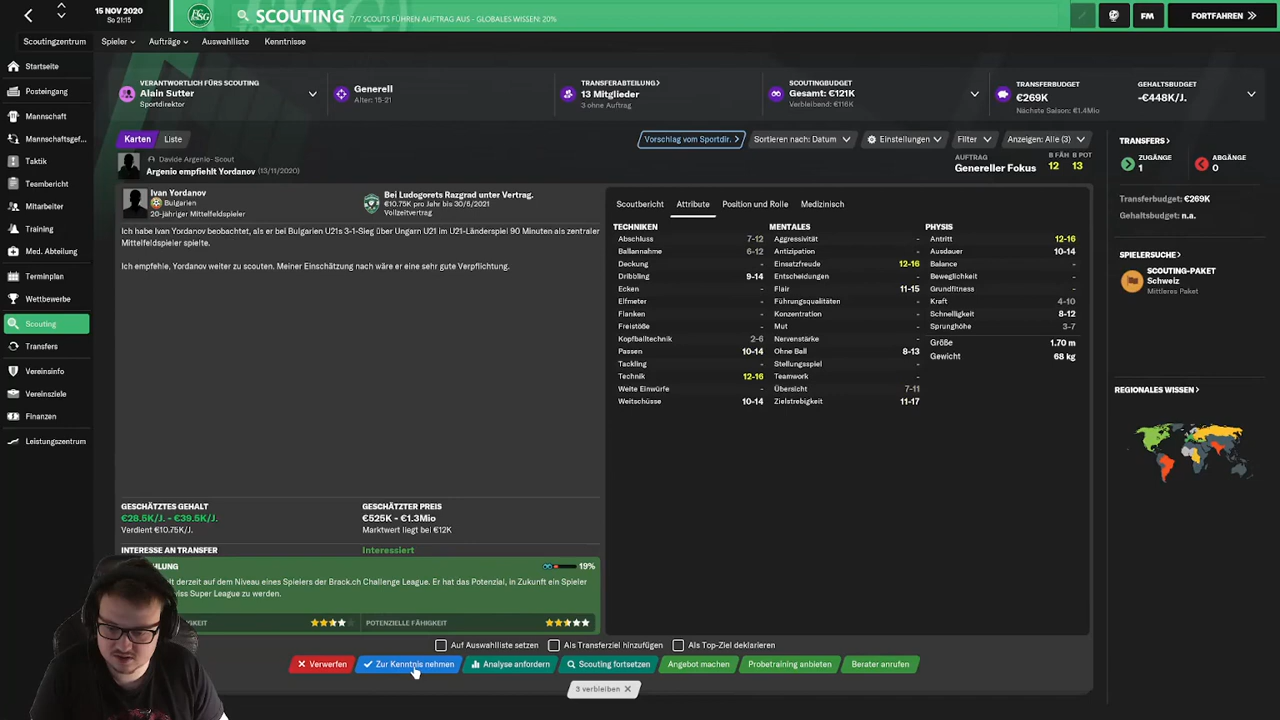 15 NOV 2020
So 21:15
FCSG
SCOUTING
7/7 SCOUTS FÜHREN AUFTRAG AUS - GLOBALES WISSEN: 20%
FM
FORTFAHREN
Scoutingzentrum
Spieler
Aufträge
Auswahlliste
Kenntnisse
Startseite
Posteingang
Mannschaft
Mannschaftsgef...
Taktik
Teambericht
Mitarbeiter
Training
Med. Abteilung
Terminplan
Wettbewerbe
Scouting
Transfers
Vereinsinfo
Vereinsziele
Finanzen
Leistungszentrum
VERANTWORTLICH FÜRS SCOUTING
Alain Sutter
Sportdirektor
Generell
Alter: 15-21
TRANSFERABTEILUNG
13 Mitglieder
3 ohne Auftrag
SCOUTINGBUDGET
Gesamt: €121K
Verbleibend: €116K
TRANSFERBUDGET
€269K
Nächste Saison: €1.4Mio
GEHALTSBUDGET
-€448K/J.
Karten
Liste
Vorschlag vom Sportdir.
Sortieren nach: Datum
Einstellungen
Filter
Anzeigen: Alle (3)
Davide Argenio- Scout
Argenio empfiehlt Yordanov (13/11/2020)
AUFTRAG
Genereller Fokus
B FÄH
12
B POT
13
Ivan Yordanov
Bulgarien
20-jähriger Mittelfeldspieler
Bei Ludogorets Razgrad unter Vertrag.
€10.75K pro Jahr bis 30/6/2021
Vollzeitvertrag
Ich habe Ivan Yordanov beobachtet, als er bei Bulgarien U21s 3-1-Sieg über Ungarn U21 im U21-Länderspiel 90 Minuten als zentraler
Mittelfeldspieler spielte.
Ich empfehle, Yordanov weiter zu scouten. Meiner Einschätzung nach wäre er eine sehr gute Verpflichtung.
GESCHÄTZTES GEHALT
€28.5K/J. - €39.5K/J.
Verdient €10.75K/J.
GESCHÄTZTER PREIS
€525K - €1.3Mio
Marktwert liegt bei €12K
INTERESSE AN TRANSFER
Interessiert
HLUNG
19%
it derzeit auf dem Niveau eines Spielers der Brack.ch Challenge League. Er hat das Potenzial, in Zukunft ein Spieler
wiss Super League zu werden.
IGKEIT
POTENZIELLE FÄHIGKEIT
Scoutbericht
Attribute
Position und Rolle
Medizinisch
TECHNIKEN
Abschluss 7-12
Ballannahme 6-12
Deckung -
Dribbling 9-14
Ecken -
Elfmeter -
Flanken -
Freistöße -
Kopfballtechnik 2-6
Passen 10-14
Tackling -
Technik 12-16
Weite Einwürfe -
Weitschüsse 10-14
MENTALES
Aggressivität -
Antizipation -
Einsatzfreude 12-16
Entscheidungen -
Flair 11-15
Führungsqualitäten -
Konzentration -
Mut -
Nervenstärke -
Ohne Ball 8-13
Stellungsspiel -
Teamwork -
Übersicht 7-11
Zielstrebigkeit 11-17
PHYSIS
Antritt 12-16
Ausdauer 10-14
Balance -
Beweglichkeit -
Grundfitness -
Kraft 4-10
Schnelligkeit 8-12
Sprunghöhe 3-7
Größe 1.70 m
Gewicht 68 kg
Auf Auswahlliste setzen
Als Transferziel hinzufügen
Als Top-Ziel deklarieren
Verwerfen
Zur Kenntnis nehmen
Analyse anfordern
Scouting fortsetzen
Angebot machen
Probetraining anbieten
Berater anrufen
3 verbleiben
TRANSFERS
ZUGÄNGE
1
ABGÄNGE
0
Transferbudget: €269K
Gehaltsbudget: n.a.
SPIELERSUCHE
SCOUTING-PAKET
Schweiz
Mittleres Paket
REGIONALES WISSEN